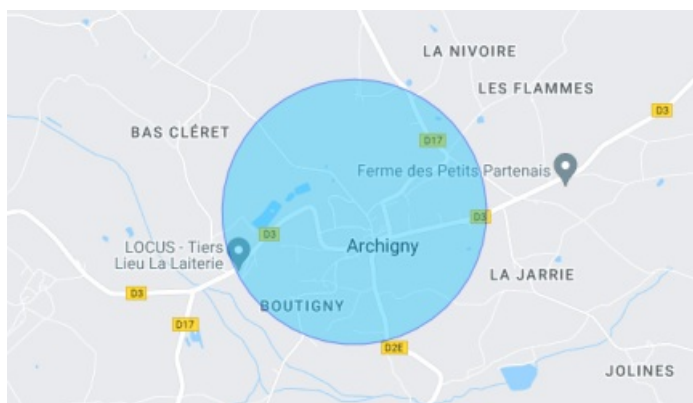 LA NIVOIRE
LES FLAMMES
D3
BAS CLÉRET
D17
Ferme des Petits Partenais
D3
D3
LOCUS - Tiers
Lieu La Laiterie
Archigny
LA JARRIE
D3
BOUTIGNY
D17
D2E
JOLINES